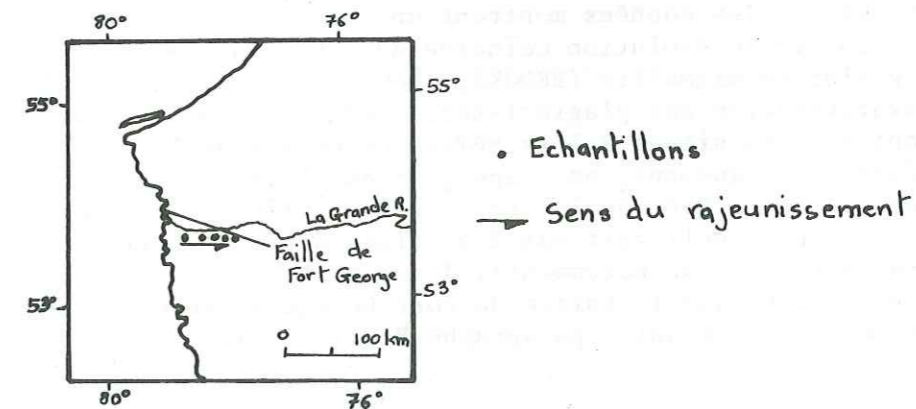 80° 76°
55° 55°
• Echantillons
Sens du rajeunissement
La Grande R.
Faille de
Fort George
53° 53°
0 100 km
80° 76°